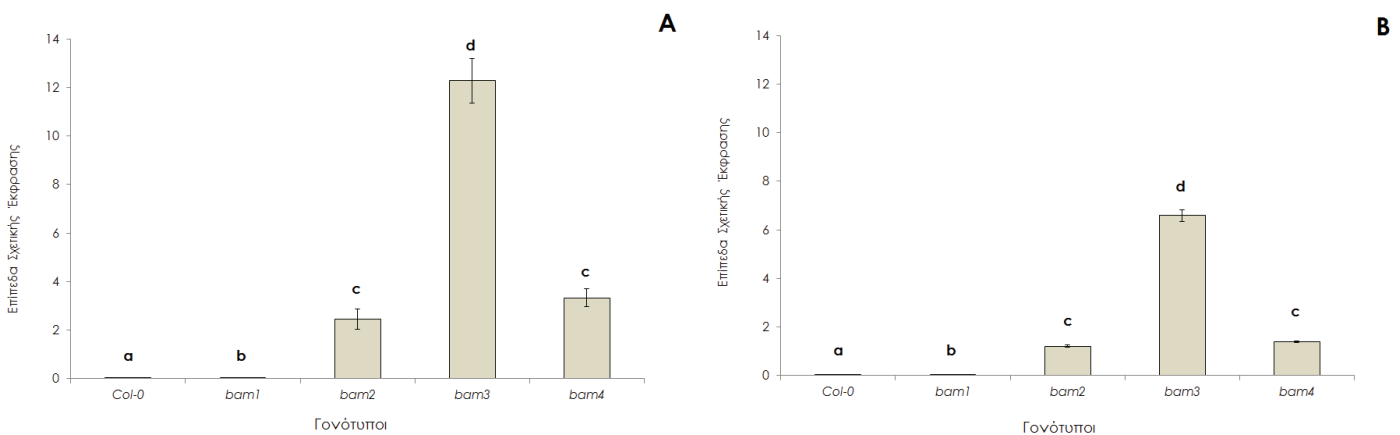 A
14
12
10
8
6
4
2
0
Επίπεδα Σχετικής Έκφρασης
a
b
c
d
c
Col-0 bam1 bam2 bam3 bam4
Γονότυποι
B
14
12
10
8
6
4
2
0
Επίπεδα Σχετικής Έκφρασης
a
b
c
d
c
Col-0 bam1 bam2 bam3 bam4
Γονότυποι